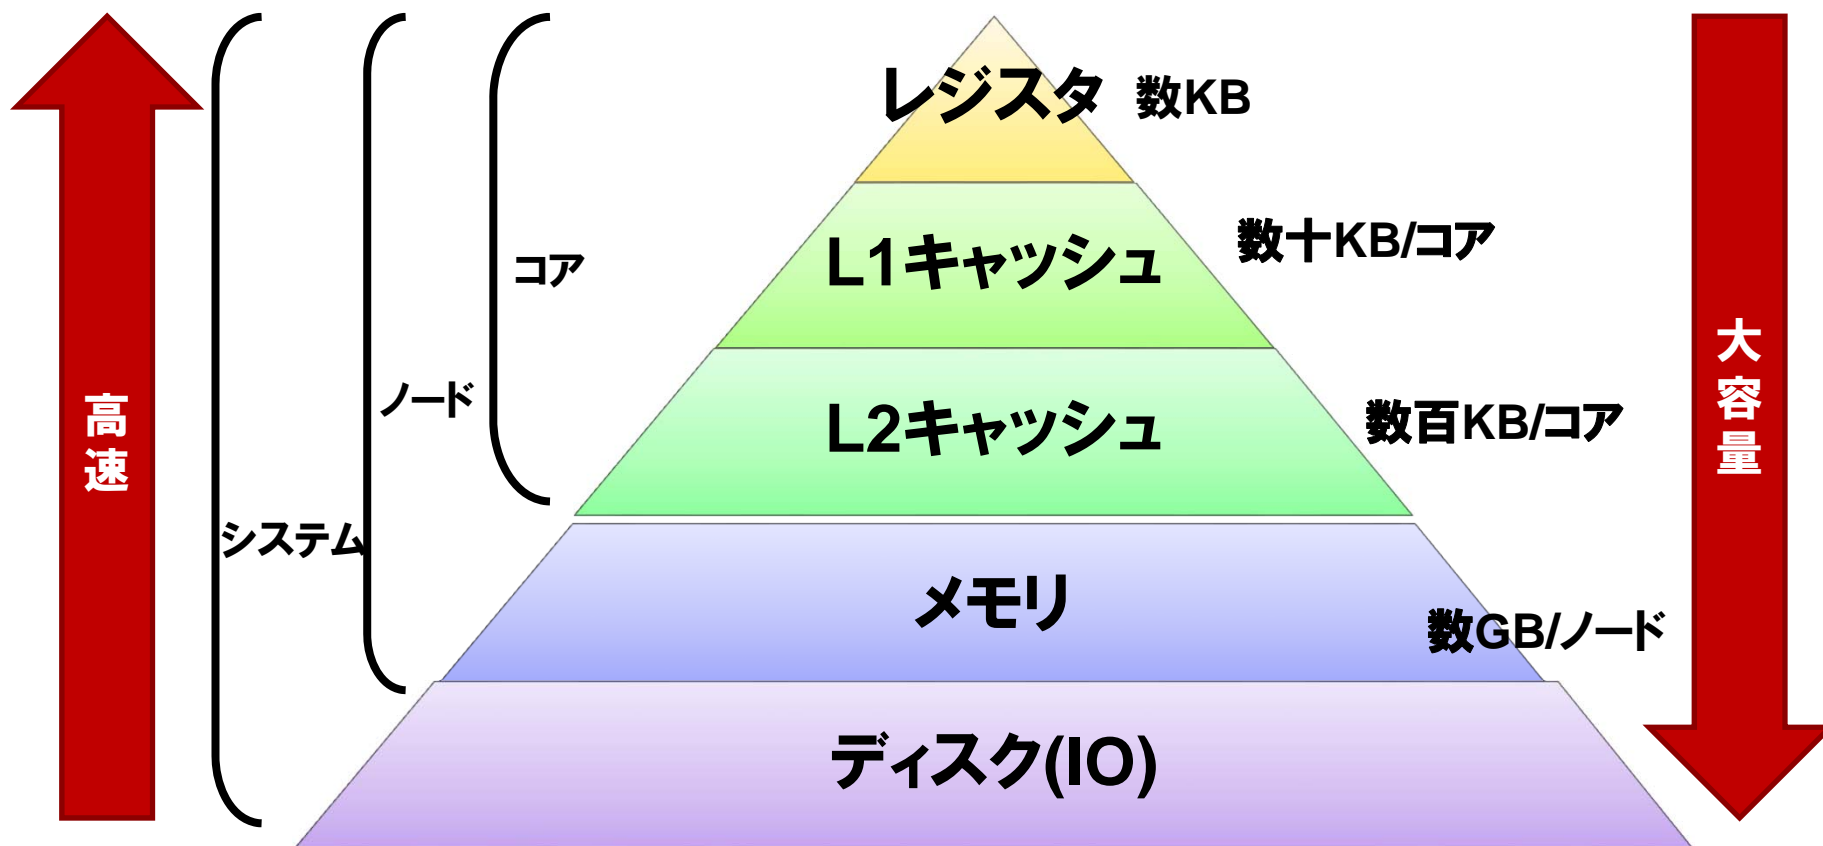 レジスタ 数KB
L1キャッシュ
数十KB/コア
コア
L2キャッシュ
数百KB/コア
ノード
高速
大容量
システム
メモリ
数GB/ノード
ディスク(IO)